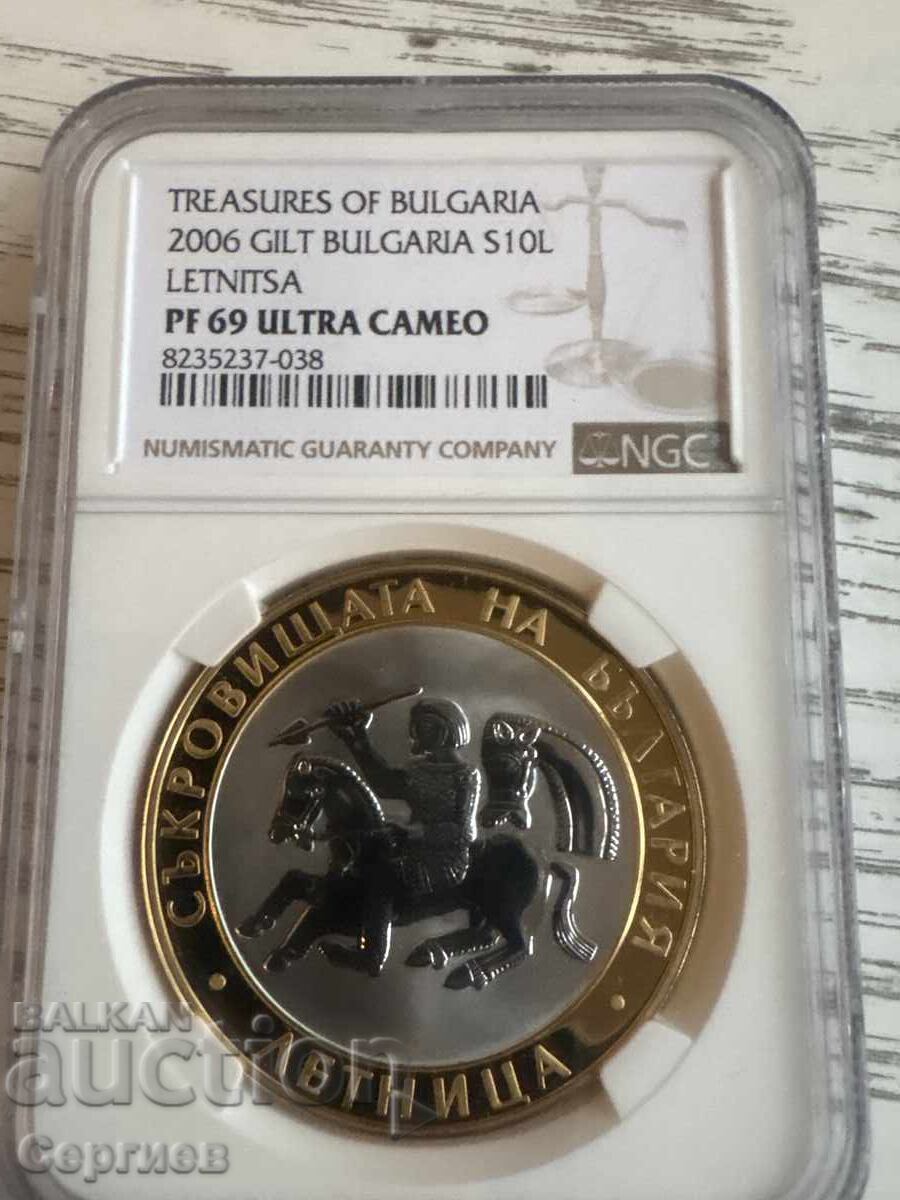 TREASURES OF BULGARIA
2006 GILT BULGARIA S10L
LETNITSA
PF 69 ULTRA CAMEO
8235237-038
NUMISMATIC GUARANTY COMPANY
NGC
СЪКРОВИЩАТА НА БЪЛГАРИЯ
• ЛЕТНИЦА •
BALKAN
auction
Сергиев